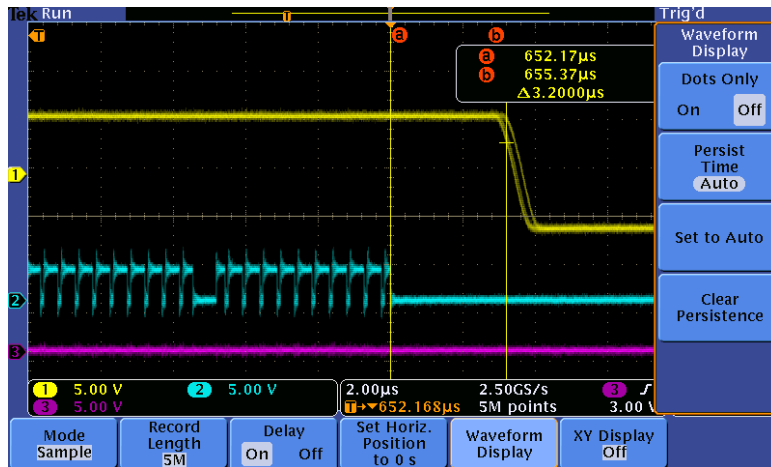 Tek Run
Trig'd
T
T
a
b
a 652.17µs
b 655.37µs
Δ3.2000µs
1
2
3
Waveform
Display
Dots Only
On Off
Persist
Time
Auto
Set to Auto
Clear
Persistence
1 5.00 V 2 5.00 V
3 5.00 V
2.00µs 2.50GS/s 3
T→▼652.168µs 5M points 3.00 V
Mode
Sample
Record
Length
5M
Delay
On Off
Set Horiz.
Position
to 0 s
Waveform
Display
XY Display
Off